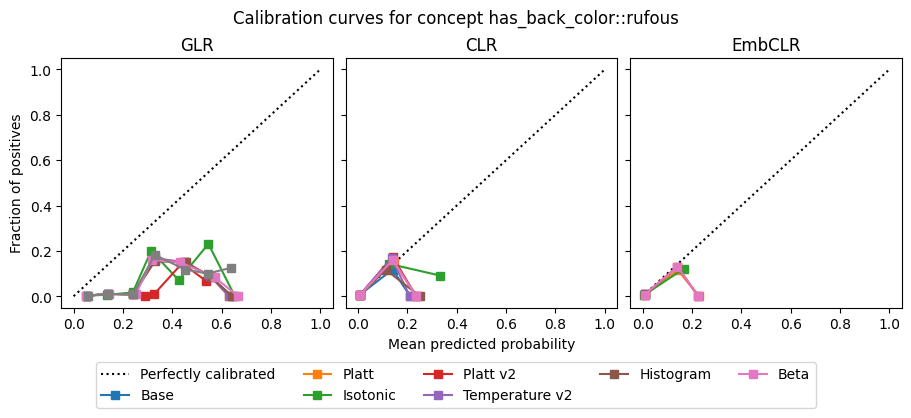 Calibration curves for concept has_back_color::rufous
GLR
CLR
EmbCLR
Fraction of positives
1.0
0.8
0.6
0.4
0.2
0.0
0.0 0.2 0.4 0.6 0.8 1.0
0.0 0.2 0.4 0.6 0.8 1.0
0.0 0.2 0.4 0.6 0.8 1.0
Mean predicted probability
Perfectly calibrated Platt Platt v2 Histogram Beta
Base Isotonic Temperature v2